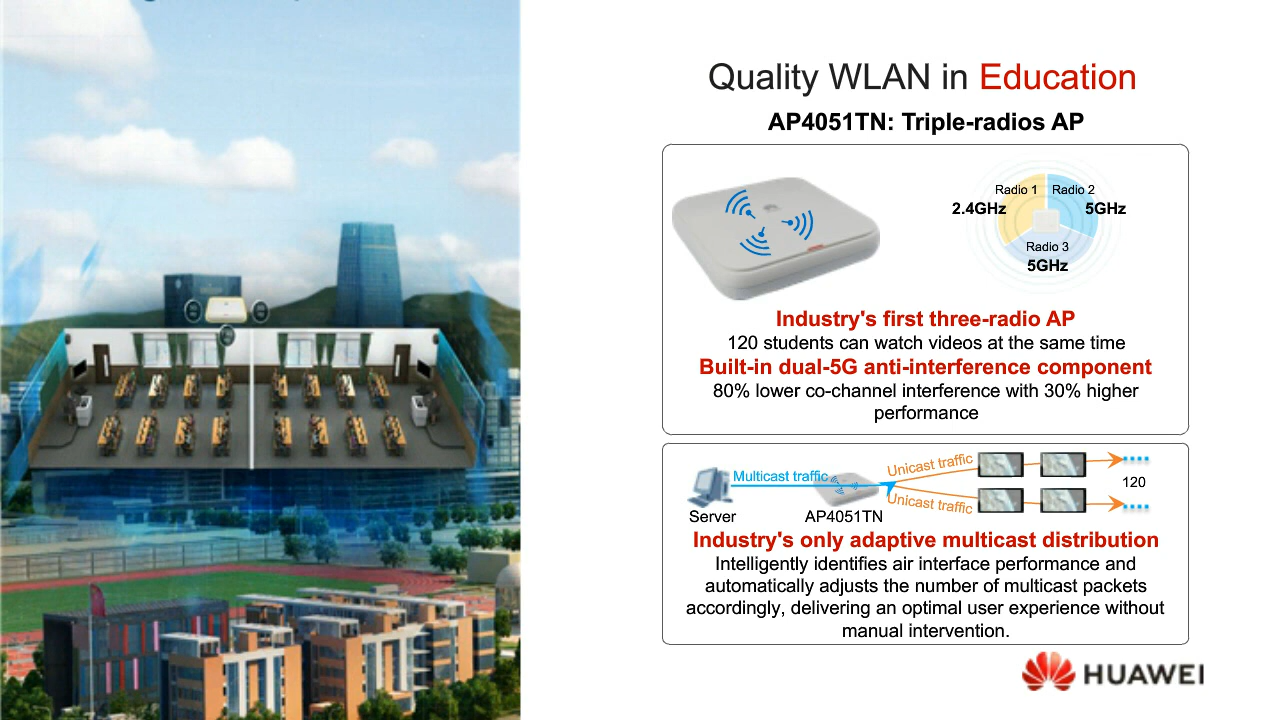 Quality WLAN in Education
AP4051TN: Triple-radios AP
Radio 1
Radio 2
2.4GHz
5GHz
Radio 3
5GHz
Industry's first three-radio AP
120 students can watch videos at the same time
Built-in dual-5G anti-interference component
80% lower co-channel interference with 30% higher
performance
Multicast traffic
Unicast traffic
Unicast traffic
120
Server
AP4051TN
Industry's only adaptive multicast distribution
Intelligently identifies air interface performance and
automatically adjusts the number of multicast packets
accordingly, delivering an optimal user experience without
manual intervention.
HUAWEI